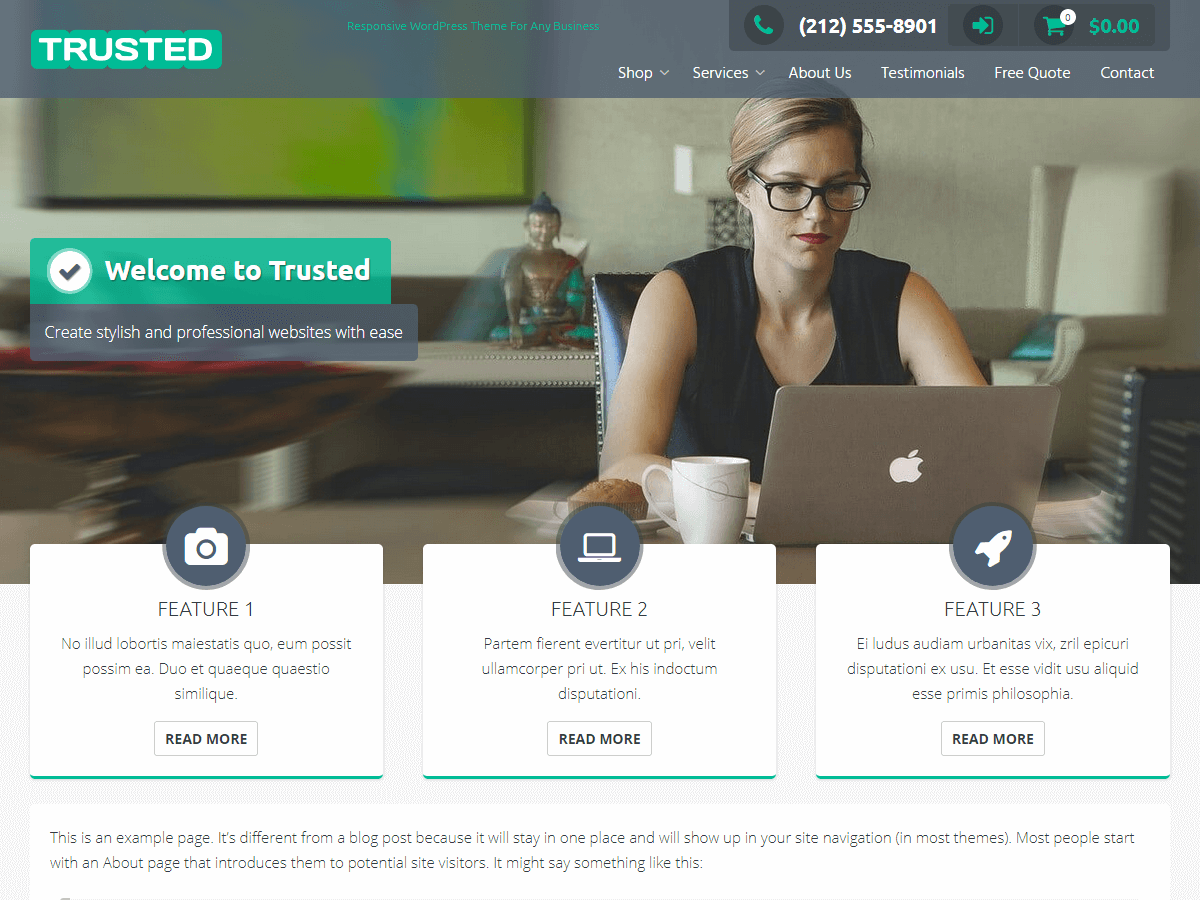 TRUSTED
Responsive WordPress Theme For Any Business
(212) 555-8901
0
$0.00
Shop
Services
About Us
Testimonials
Free Quote
Contact
Welcome to Trusted
Create stylish and professional websites with ease
FEATURE 1
No illud lobortis maiestatis quo, eum possit
possim ea. Duo et quaeque quaestio
similique.
READ MORE
FEATURE 2
Partem fierent evertitur ut pri, velit
ullamcorper pri ut. Ex his indoctum
disputationi.
READ MORE
FEATURE 3
Ei ludus audiam urbanitas vix, zril epicuri
disputationi ex usu. Et esse vidit usu aliquid
esse primis philosophia.
READ MORE
This is an example page. It's different from a blog post because it will stay in one place and will show up in your site navigation (in most themes). Most people start
with an About page that introduces them to potential site visitors. It might say something like this: